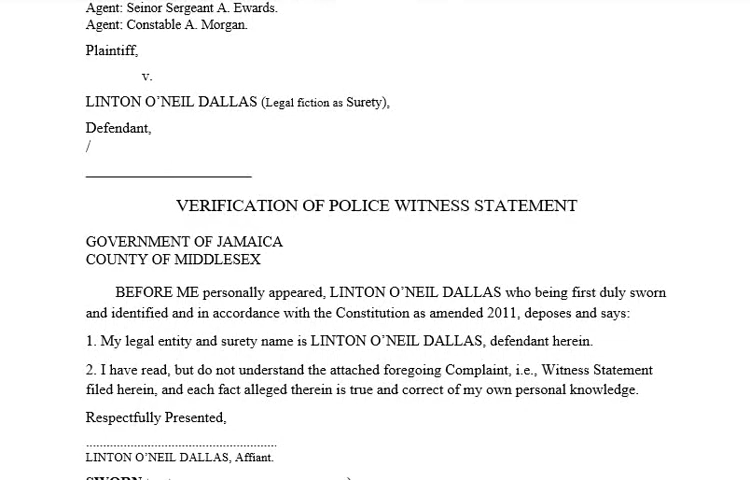 Agent: Seinor Sergeant A. Ewards.
Agent: Constable A. Morgan.
Plaintiff,
v.
LINTON O’NEIL DALLAS (Legal fiction as Surety),
Defendant,
/
VERIFICATION OF POLICE WITNESS STATEMENT
GOVERNMENT OF JAMAICA
COUNTY OF MIDDLESEX
BEFORE ME personally appeared, LINTON O’NEIL DALLAS who being first duly sworn
and identified and in accordance with the Constitution as amended 2011, deposes and says:
1. My legal entity and surety name is LINTON O’NEIL DALLAS, defendant herein.
2. I have read, but do not understand the attached foregoing Complaint, i.e., Witness Statement
filed herein, and each fact alleged therein is true and correct of my own personal knowledge.
Respectfully Presented,
LINTON O’NEIL DALLAS, Affiant.
SWORN